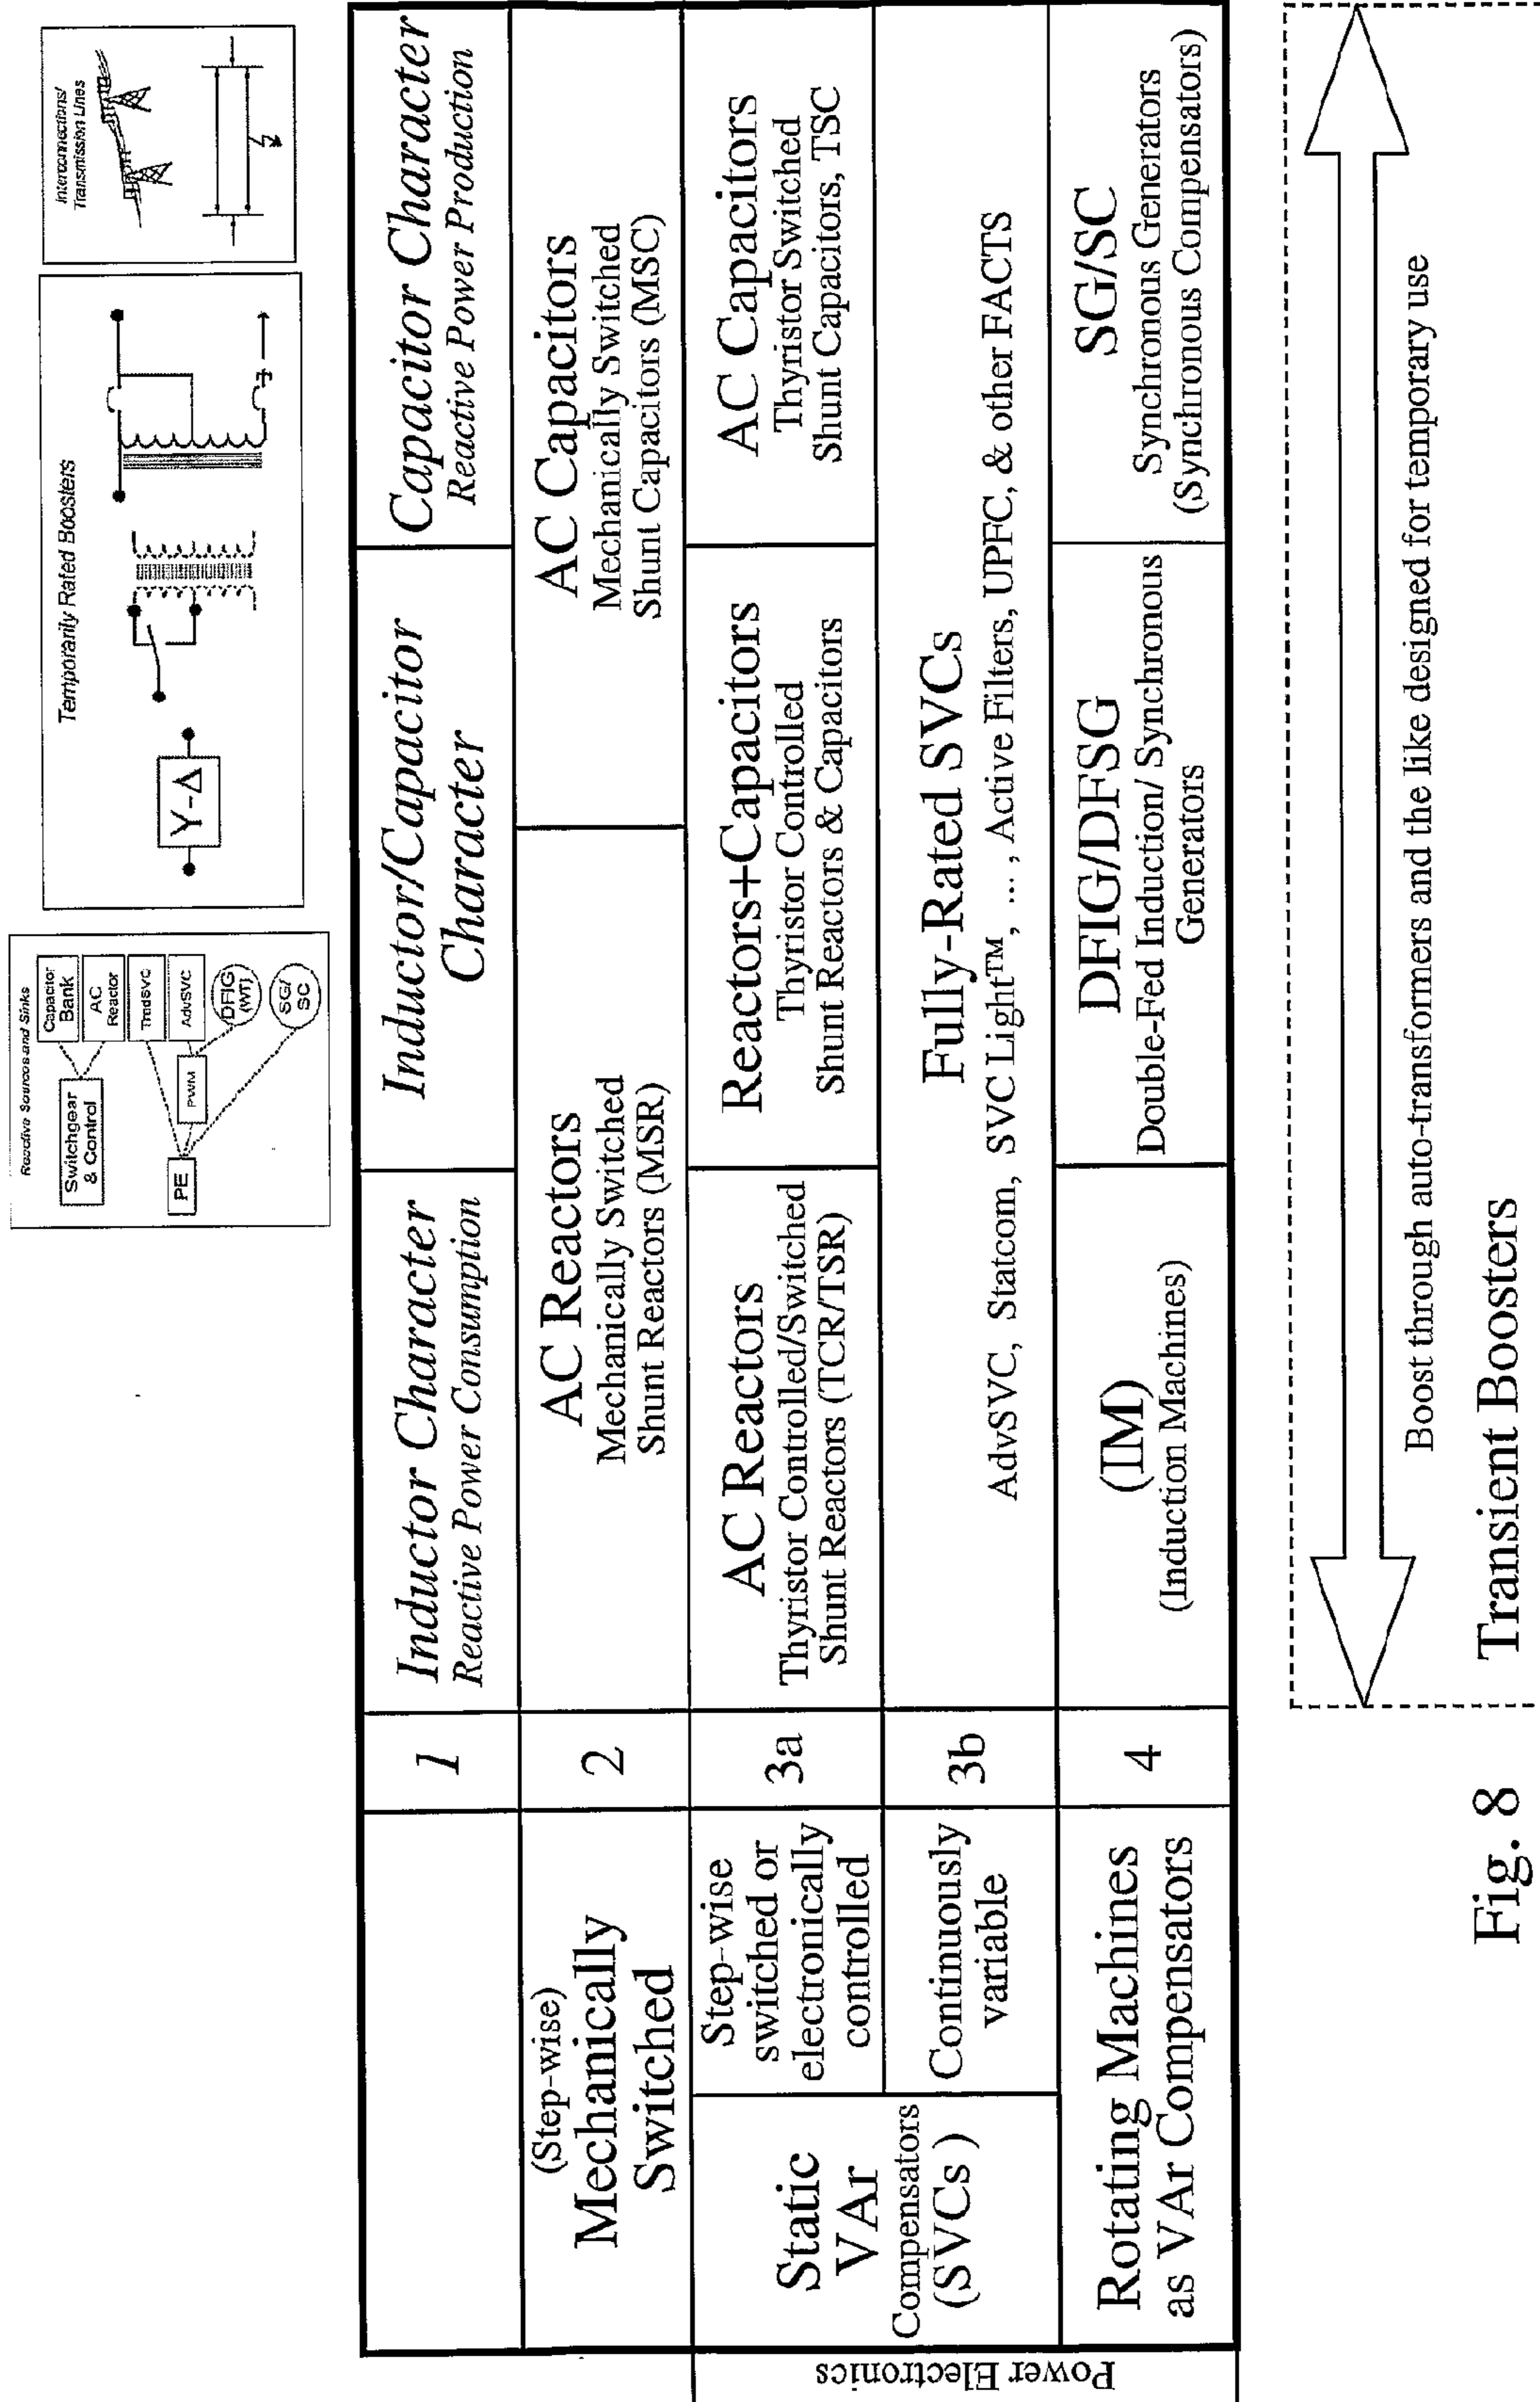 Reactive Sources and Sinks
Switchgear
& Control
Capacitor
Bank
AC
Reactor
TradSVC
AdvSVC
PE
PWM
DFIG
(WT)
SG/
SC
Temporarily Rated Boosters
Y-Δ
Interconnections/
Transmission Lines
1
Inductor Character
Reactive Power Consumption
Inductor/Capacitor
Character
Capacitor Character
Reactive Power Production
(Step-wise)
Mechanically
Switched
2
AC Reactors
Mechanically Switched
Shunt Reactors (MSR)
AC Capacitors
Mechanically Switched
Shunt Capacitors (MSC)
Power Electronics
Static
VAr
Compensators
(SVCs )
Step-wise
switched or
electronically
controlled
3a
AC Reactors
Thyristor Controlled/Switched
Shunt Reactors (TCR/TSR)
Reactors+Capacitors
Thyristor Controlled
Shunt Reactors & Capacitors
AC Capacitors
Thyristor Switched
Shunt Capacitors, TSC
Continuously
variable
3b
Fully-Rated SVCs
AdvSVC, Statcom, SVC Light™, ... , Active Filters, UPFC, & other FACTS
Rotating Machines
as VAr Compensators
4
(IM)
(Induction Machines)
DFIG/DFSG
Double-Fed Induction/ Synchronous
Generators
SG/SC
Synchronous Generators
(Synchronous Compensators)
Boost through auto-transformers and the like designed for temporary use
Fig. 8 Transient Boosters